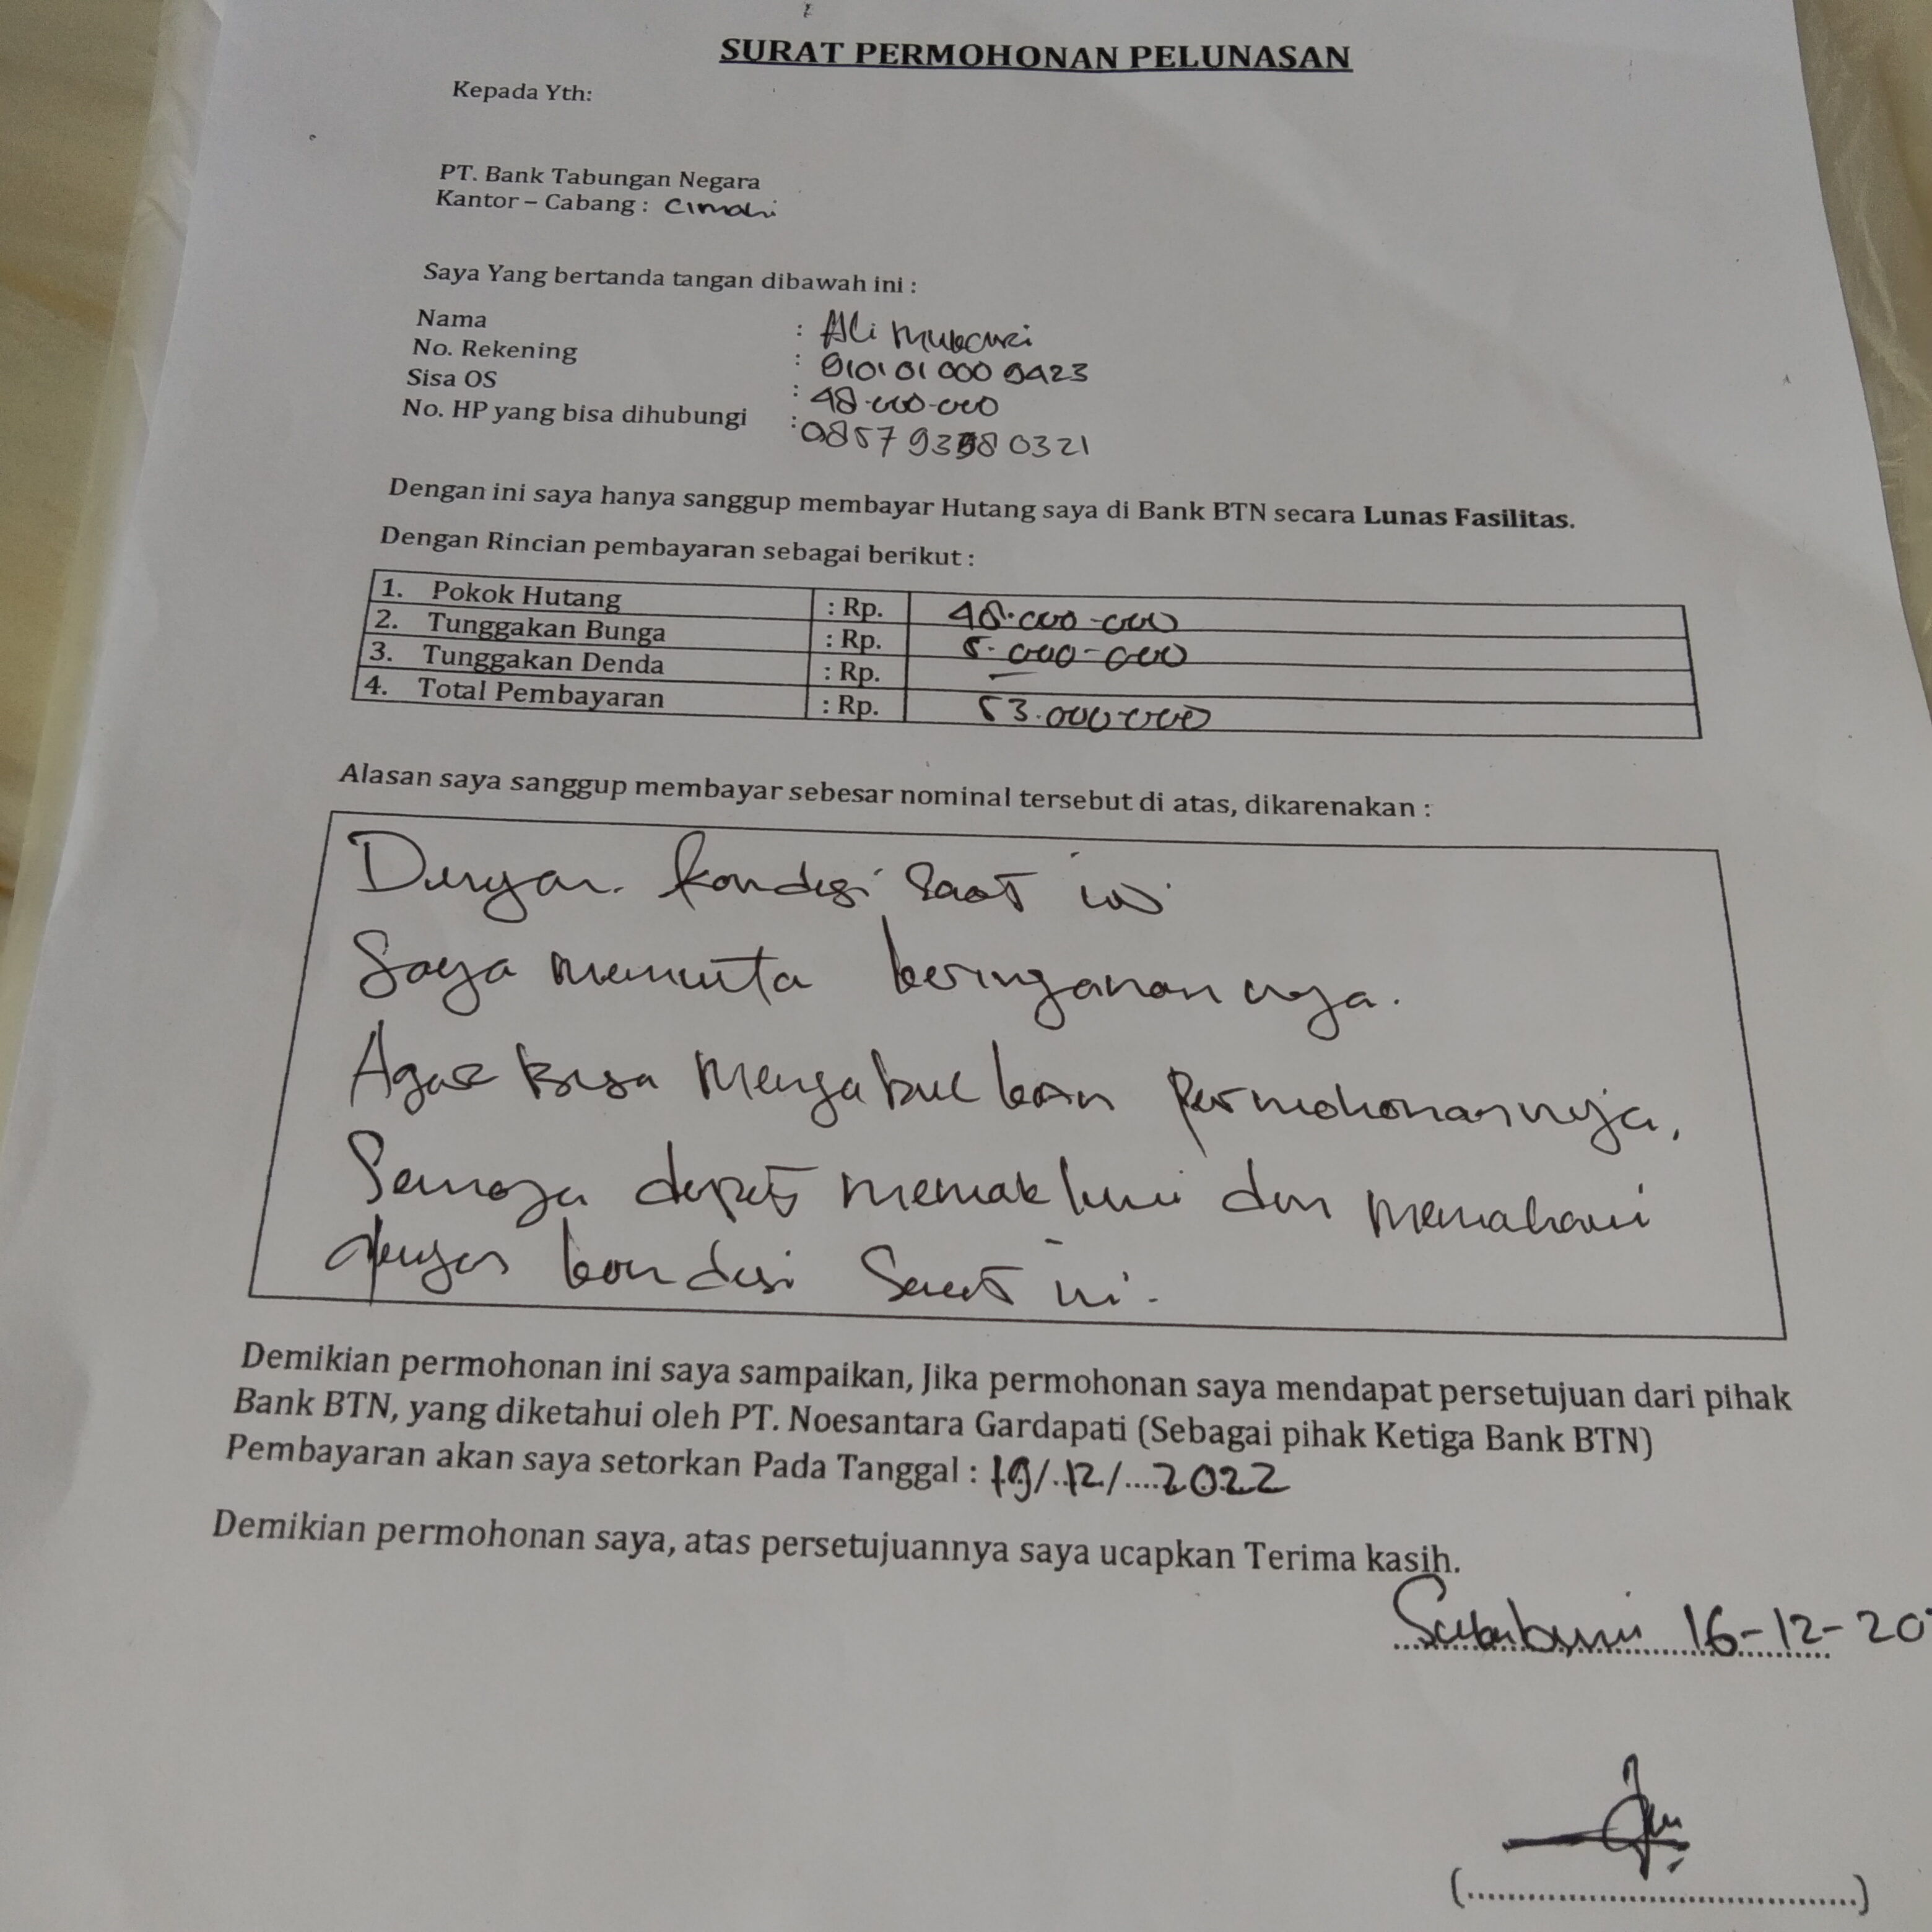 SURAT PERMOHONAN PELUNASAN
Kepada Yth:
PT. Bank Tabungan Negara
Kantor – Cabang : Cimahi
Saya Yang bertanda tangan dibawah ini :
Nama : Ali
No. Rekening : 0101010009423
Sisa OS : 48.000.000
No. HP yang bisa dihubungi : 0857 93 80321
Dengan ini saya hanya sanggup membayar Hutang saya di Bank BTN secara Lunas Fasilitas.
Dengan Rincian pembayaran sebagai berikut :
1. Pokok Hutang : Rp. 48.000.000
2. Tunggakan Bunga : Rp. 5.000.000
3. Tunggakan Denda : Rp. —
4. Total Pembayaran : Rp. 53.000.000
Alasan saya sanggup membayar sebesar nominal tersebut di atas, dikarenakan :
Dengan kondisi saat ini
Saya meminta keringanannya.
Agar bisa mengabulkan permohonannya,
Semoga dapat memaklumi dan memahami
dengan kondisi saat ini.
Demikian permohonan ini saya sampaikan, Jika permohonan saya mendapat persetujuan dari pihak
Bank BTN, yang diketahui oleh PT. Noesantara Gardapati (Sebagai pihak Ketiga Bank BTN)
Pembayaran akan saya setorkan Pada Tanggal : 19/.12/....2022
Demikian permohonan saya, atas persetujuannya saya ucapkan Terima kasih.
Sukabumi 16-12-20
(........................................)